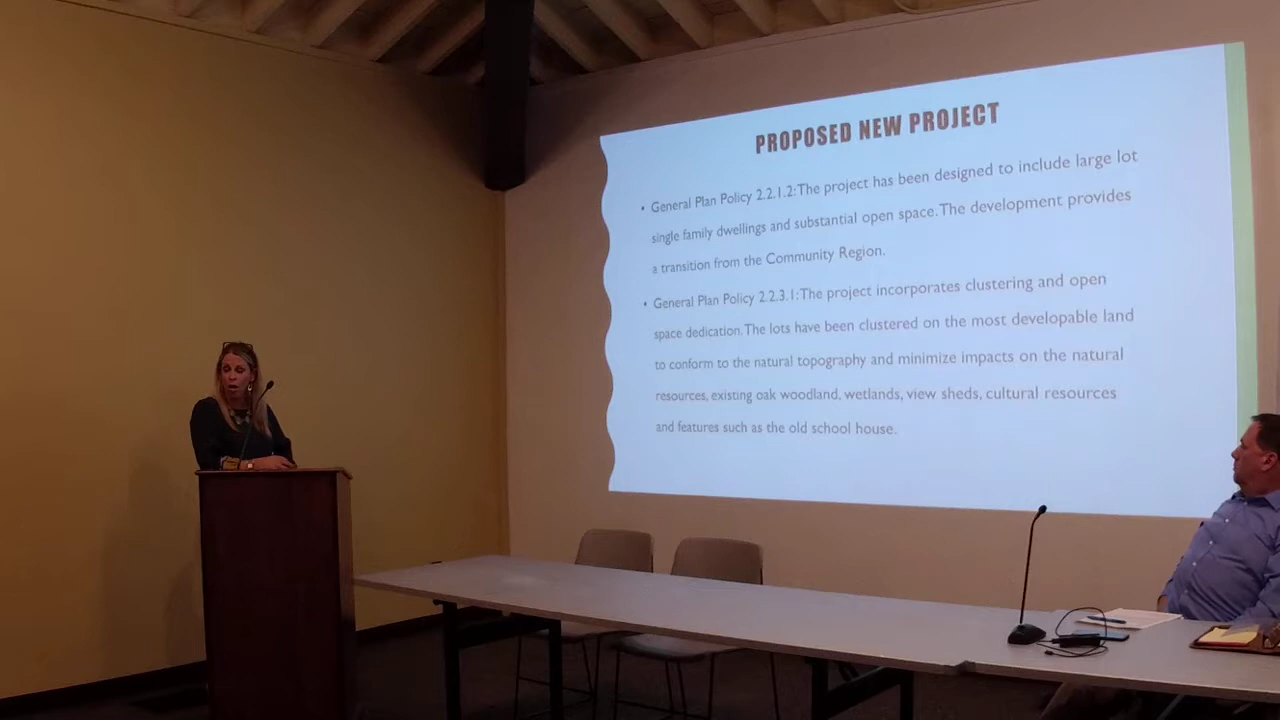 PROPOSED NEW PROJECT
• General Plan Policy 2.2.1.2: The project has been designed to include large lot
single family dwellings and substantial open space. The development provides
a transition from the Community Region.
• General Plan Policy 2.2.3.1: The project incorporates clustering and open
space dedication. The lots have been clustered on the most developable land
to conform to the natural topography and minimize impacts on the natural
resources, existing oak woodland, wetlands, view sheds, cultural resources
and features such as the old school house.